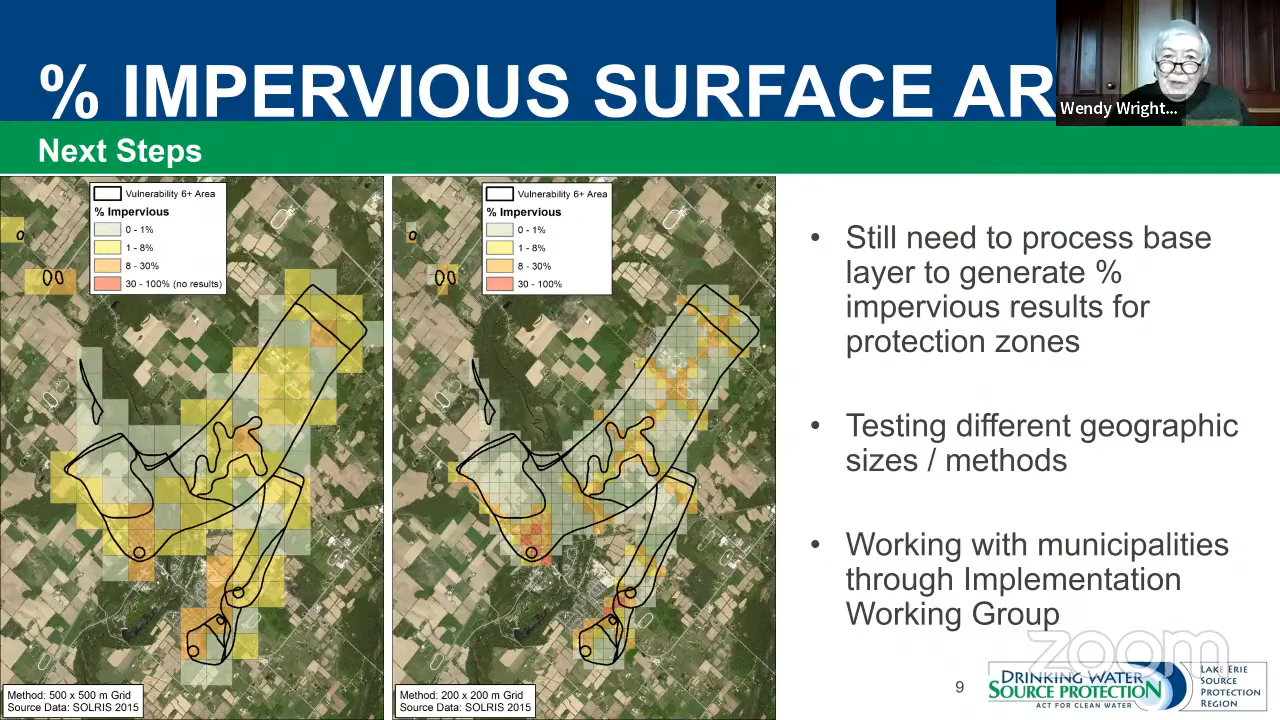 % IMPERVIOUS SURFACE AR
Wendy Wright...
Next Steps
Vulnerability 6+ Area
% Impervious
0 - 1%
1 - 8%
8 - 30%
30 - 100% (no results)
Method: 500 x 500 m Grid
Source Data: SOLRIS 2015
Vulnerability 6+ Area
% Impervious
0 - 1%
1 - 8%
8 - 30%
30 - 100%
Method: 200 x 200 m Grid
Source Data: SOLRIS 2015
• Still need to process base
layer to generate %
impervious results for
protection zones
• Testing different geographic
sizes / methods
• Working with municipalities
through Implementation
Working Group
zoom
9
DRINKING WATER
SOURCE PROTECTION
ACT FOR CLEAN WATER
LAKE ERIE
SOURCE
PROTECTION
REGION